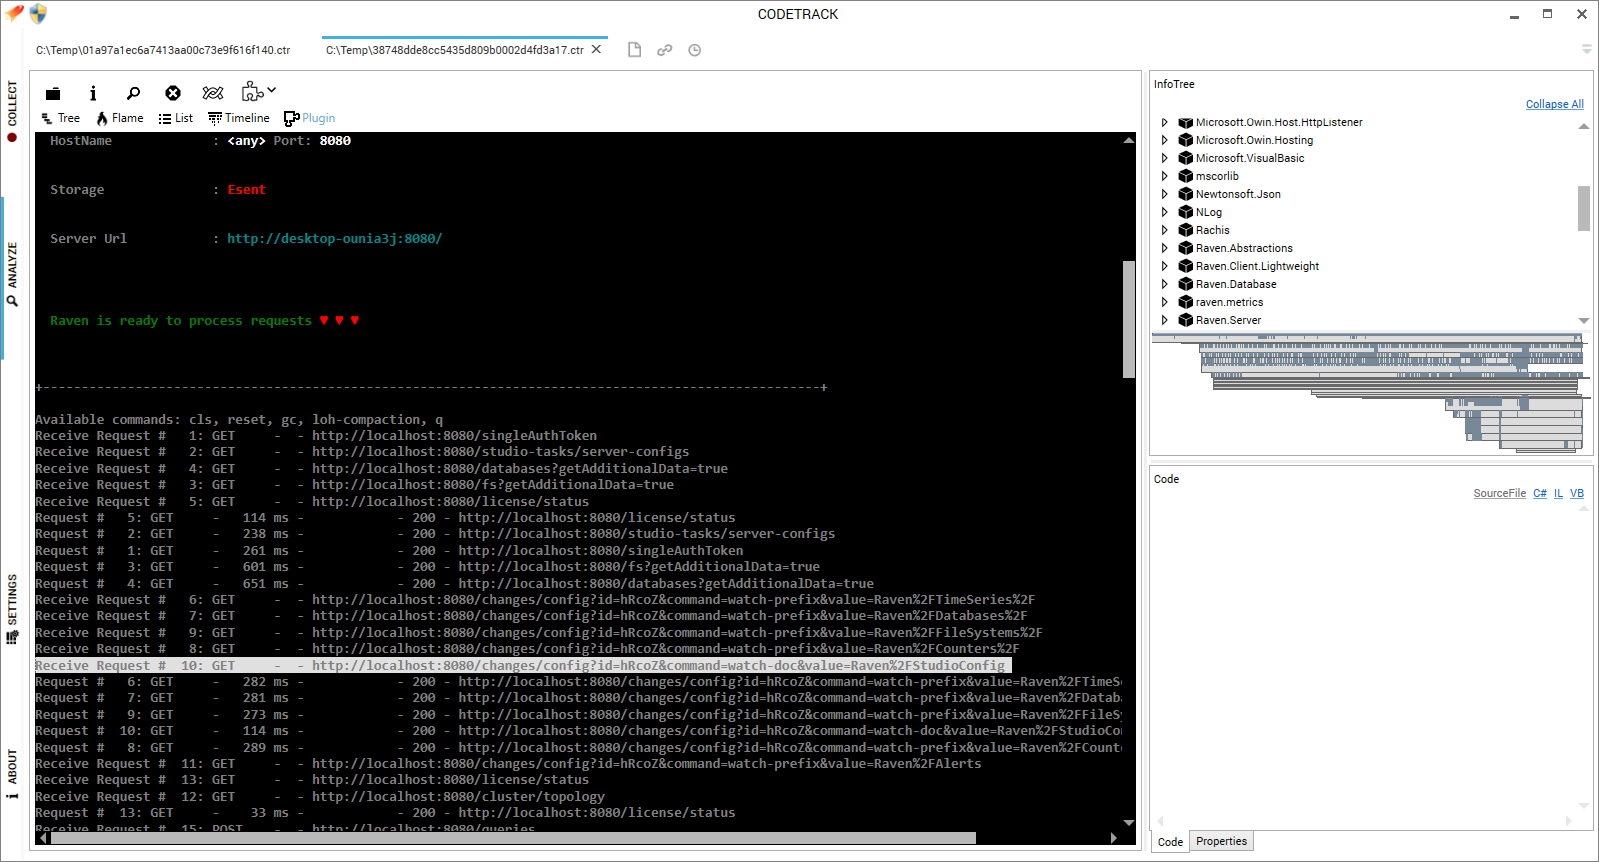 CODETRACK
C:\Temp\01a97a1ec6a7413aa00c73e9f616f140.ctr
C:\Temp\38748dde8cc5435d809b0002d4fd3a17.ctr
COLLECT
ANALYZE
SETTINGS
ABOUT
Tree Flame List Timeline Plugin
HostName : <any> Port: 8080
Storage : Esent
Server Url : http://desktop-ounia3j:8080/
Raven is ready to process requests ♥ ♥ ♥
+----------------------------------------------------------------------------------------------------+
Available commands: cls, reset, gc, loh-compaction, q
Receive Request # 1: GET - - http://localhost:8080/singleAuthToken
Receive Request # 2: GET - - http://localhost:8080/studio-tasks/server-configs
Receive Request # 4: GET - - http://localhost:8080/databases?getAdditionalData=true
Receive Request # 3: GET - - http://localhost:8080/fs?getAdditionalData=true
Receive Request # 5: GET - - http://localhost:8080/license/status
Request # 5: GET - 114 ms - - 200 - http://localhost:8080/license/status
Request # 2: GET - 238 ms - - 200 - http://localhost:8080/studio-tasks/server-configs
Request # 1: GET - 261 ms - - 200 - http://localhost:8080/singleAuthToken
Request # 3: GET - 601 ms - - 200 - http://localhost:8080/fs?getAdditionalData=true
Request # 4: GET - 651 ms - - 200 - http://localhost:8080/databases?getAdditionalData=true
Receive Request # 6: GET - - http://localhost:8080/changes/config?id=hRcoZ&command=watch-prefix&value=Raven%2FTimeSeries%2F
Receive Request # 7: GET - - http://localhost:8080/changes/config?id=hRcoZ&command=watch-prefix&value=Raven%2FDatabases%2F
Receive Request # 9: GET - - http://localhost:8080/changes/config?id=hRcoZ&command=watch-prefix&value=Raven%2FFileSystems%2F
Receive Request # 8: GET - - http://localhost:8080/changes/config?id=hRcoZ&command=watch-prefix&value=Raven%2FCounters%2F
Receive Request # 10: GET - - http://localhost:8080/changes/config?id=hRcoZ&command=watch-doc&value=Raven%2FStudioConfig
Request # 6: GET - 282 ms - - 200 - http://localhost:8080/changes/config?id=hRcoZ&command=watch-prefix&value=Raven%2FTimeSe
Request # 7: GET - 281 ms - - 200 - http://localhost:8080/changes/config?id=hRcoZ&command=watch-prefix&value=Raven%2FDataba
Request # 9: GET - 273 ms - - 200 - http://localhost:8080/changes/config?id=hRcoZ&command=watch-prefix&value=Raven%2FFileSy
Request # 10: GET - 114 ms - - 200 - http://localhost:8080/changes/config?id=hRcoZ&command=watch-doc&value=Raven%2FStudioCon
Request # 8: GET - 289 ms - - 200 - http://localhost:8080/changes/config?id=hRcoZ&command=watch-prefix&value=Raven%2FCounte
Receive Request # 11: GET - - http://localhost:8080/changes/config?id=hRcoZ&command=watch-prefix&value=Raven%2FAlerts
Receive Request # 13: GET - - http://localhost:8080/license/status
Receive Request # 12: GET - - http://localhost:8080/cluster/topology
Request # 13: GET - 33 ms - - 200 - http://localhost:8080/license/status
Receive Request # 15: POST - - http://localhost:8080/queries
InfoTree
Collapse All
Microsoft.Owin.Host.HttpListener
Microsoft.Owin.Hosting
Microsoft.VisualBasic
mscorlib
Newtonsoft.Json
NLog
Rachis
Raven.Abstractions
Raven.Client.Lightweight
Raven.Database
raven.metrics
Raven.Server
Code
SourceFile C# IL VB
Code Properties